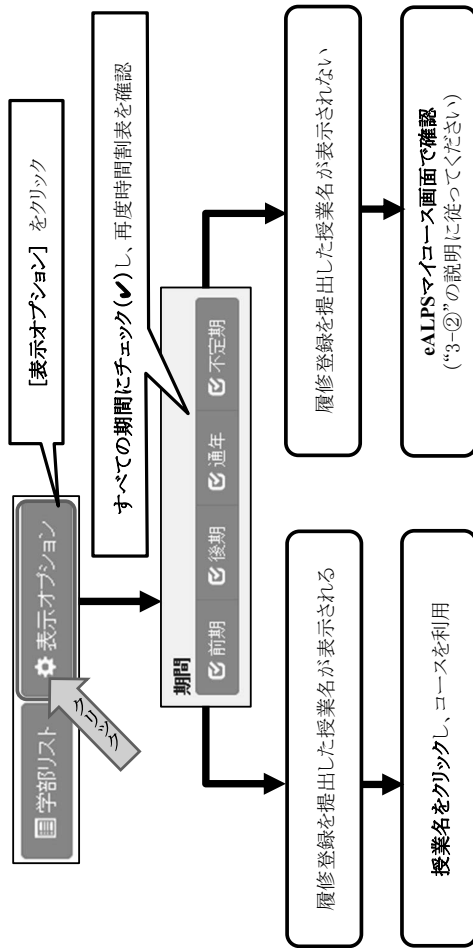 学部リスト
表示オプション
クリック
[表示オプション] をクリック
すべての期間にチェック(✔)し、再度時間割表を確認
期間
前期
後期
通年
不定期
履修登録を提出した授業名が表示される
履修登録を提出した授業名が表示されない
授業名をクリックし、コースを利用
eALPSマイコース画面で確認
(“3-②”の説明に従ってください)